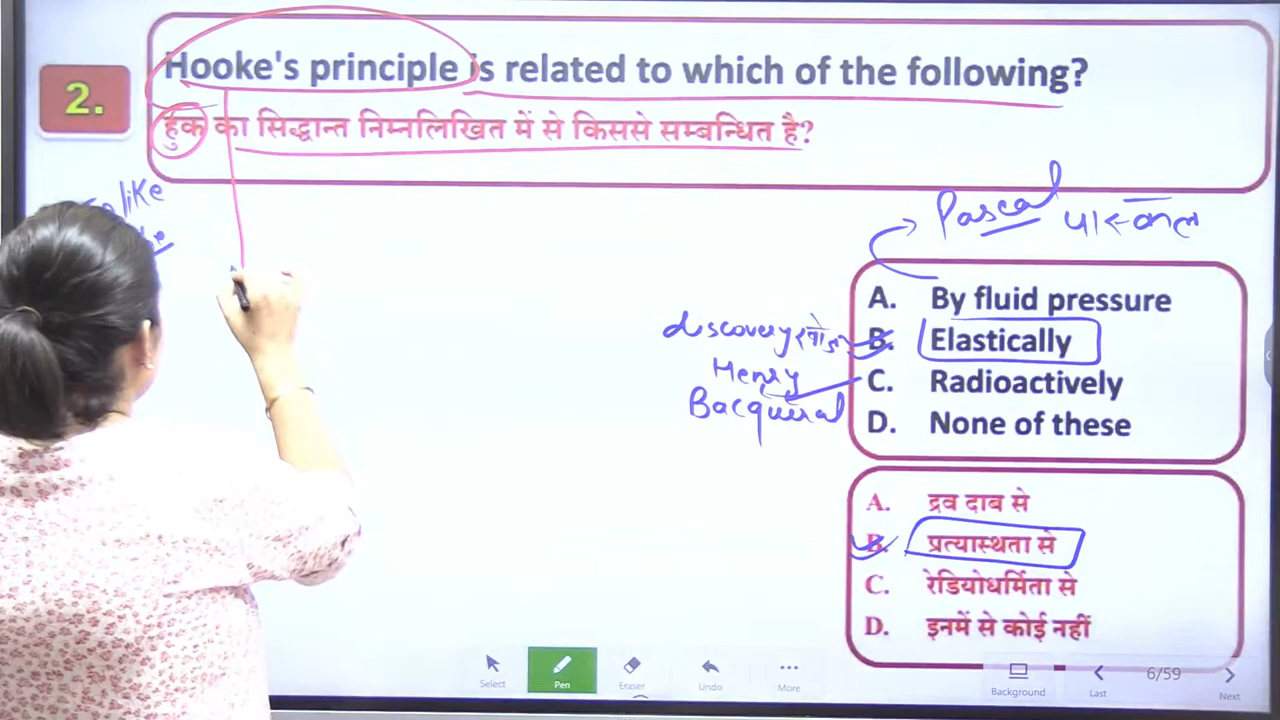 2.
Hooke's principle is related to which of the following?
हुक का सिद्धान्त निम्नलिखित में से किससे सम्बन्धित है?
like
Pascal पास्कल
A. By fluid pressure
discovery खोज B. Elastically
Henry
C. Radioactively
Bacquiral
D. None of these
A. द्रव दाब से
B. प्रत्यास्थता से
C. रेडियोधर्मिता से
D. इनमें से कोई नहीं
Select
Pen
Eraser
Undo
More
Background
Last
6/59
Next